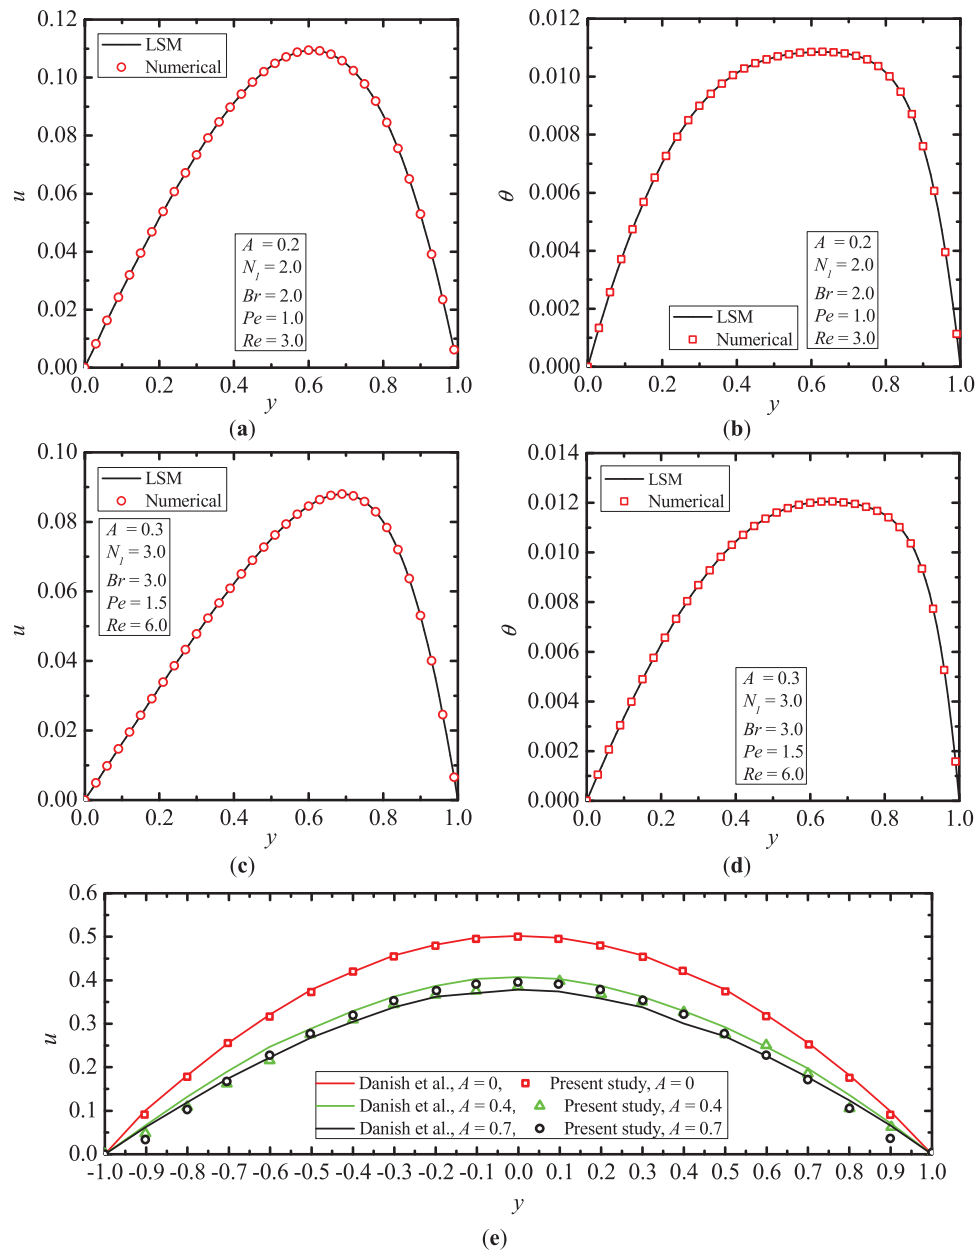 0.12
0.10
0.08
0.06
0.04
0.02
0.00
u
LSM
Numerical
A = 0.2
N1 = 2.0
Br = 2.0
Pe = 1.0
Re = 3.0
0.0 0.2 0.4 0.6 0.8 1.0
y
(a)
0.012
0.010
0.008
0.006
0.004
0.002
0.000
θ
A = 0.2
N1 = 2.0
Br = 2.0
Pe = 1.0
Re = 3.0
LSM
Numerical
0.0 0.2 0.4 0.6 0.8 1.0
y
(b)
0.10
0.08
0.06
0.04
0.02
0.00
u
LSM
Numerical
A = 0.3
N1 = 3.0
Br = 3.0
Pe = 1.5
Re = 6.0
0.0 0.2 0.4 0.6 0.8 1.0
y
(c)
0.014
0.012
0.010
0.008
0.006
0.004
0.002
0.000
θ
LSM
Numerical
A = 0.3
N1 = 3.0
Br = 3.0
Pe = 1.5
Re = 6.0
0.0 0.2 0.4 0.6 0.8 1.0
y
(d)
0.6
0.5
0.4
0.3
0.2
0.1
0.0
u
Danish et al., A = 0, Present study, A = 0
Danish et al., A = 0.4, Present study, A = 0.4
Danish et al., A = 0.7, Present study, A = 0.7
-1.0 -0.9 -0.8 -0.7 -0.6 -0.5 -0.4 -0.3 -0.2 -0.1 0.0 0.1 0.2 0.3 0.4 0.5 0.6 0.7 0.8 0.9 1.0
y
(e)